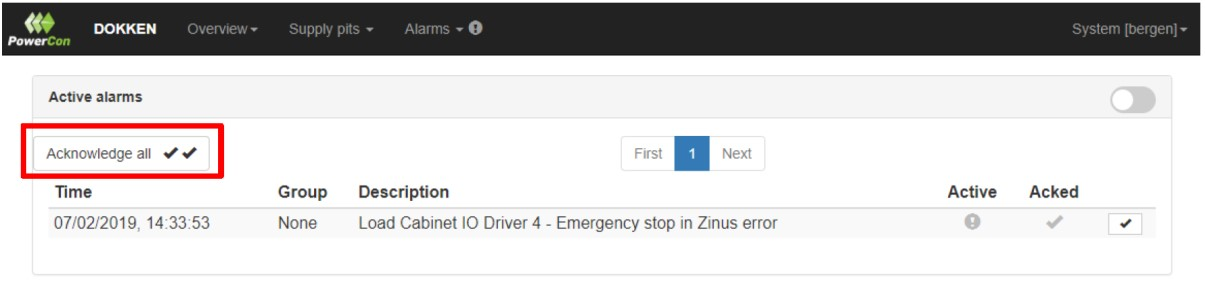 PowerCon DOKKEN Overview Supply pits Alarms System [bergen]
Active alarms
Acknowledge all First 1 Next
Time Group Description Active Acked
07/02/2019, 14:33:53 None Load Cabinet IO Driver 4 - Emergency stop in Zinus error